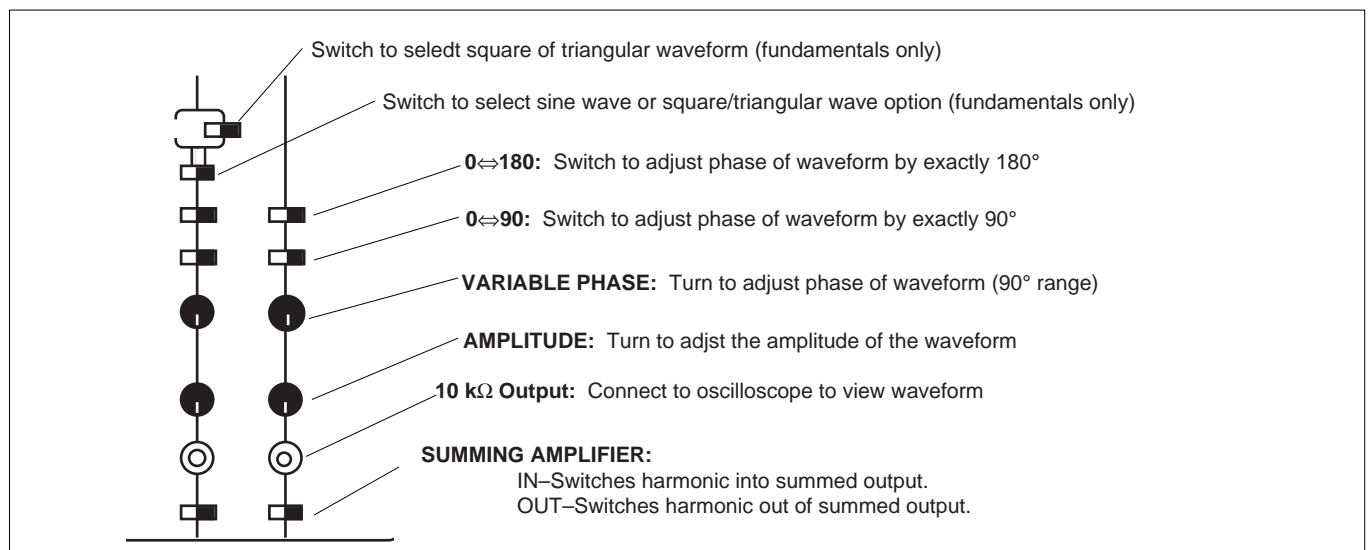 Switch to seledt square of triangular waveform (fundamentals only)
Switch to select sine wave or square/triangular wave option (fundamentals only)
0⇔180: Switch to adjust phase of waveform by exactly 180°
0⇔90: Switch to adjust phase of waveform by exactly 90°
VARIABLE PHASE: Turn to adjust phase of waveform (90° range)
AMPLITUDE: Turn to adjst the amplitude of the waveform
10 kΩ Output: Connect to oscilloscope to view waveform
SUMMING AMPLIFIER:
IN–Switches harmonic into summed output.
OUT–Switches harmonic out of summed output.